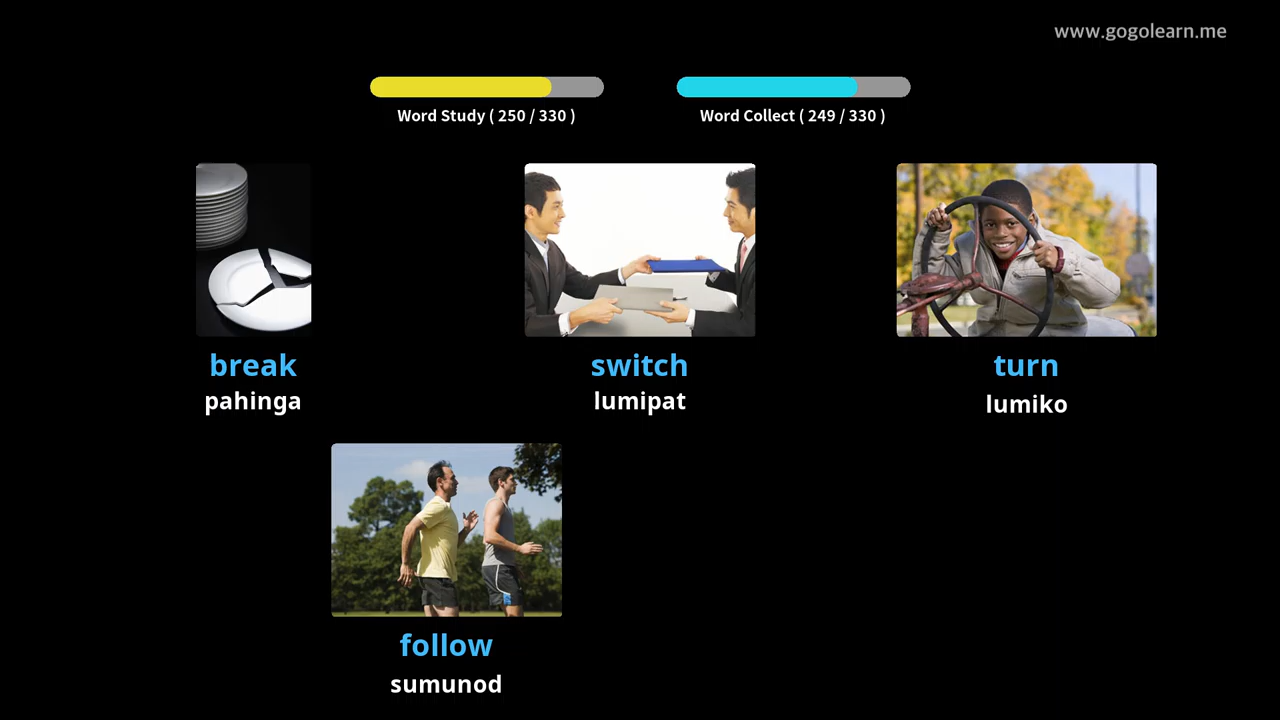 www.gogolearn.me
Word Study ( 250 / 330 )
Word Collect ( 249 / 330 )
break
pahinga
switch
lumipat
turn
lumiko
follow
sumunod